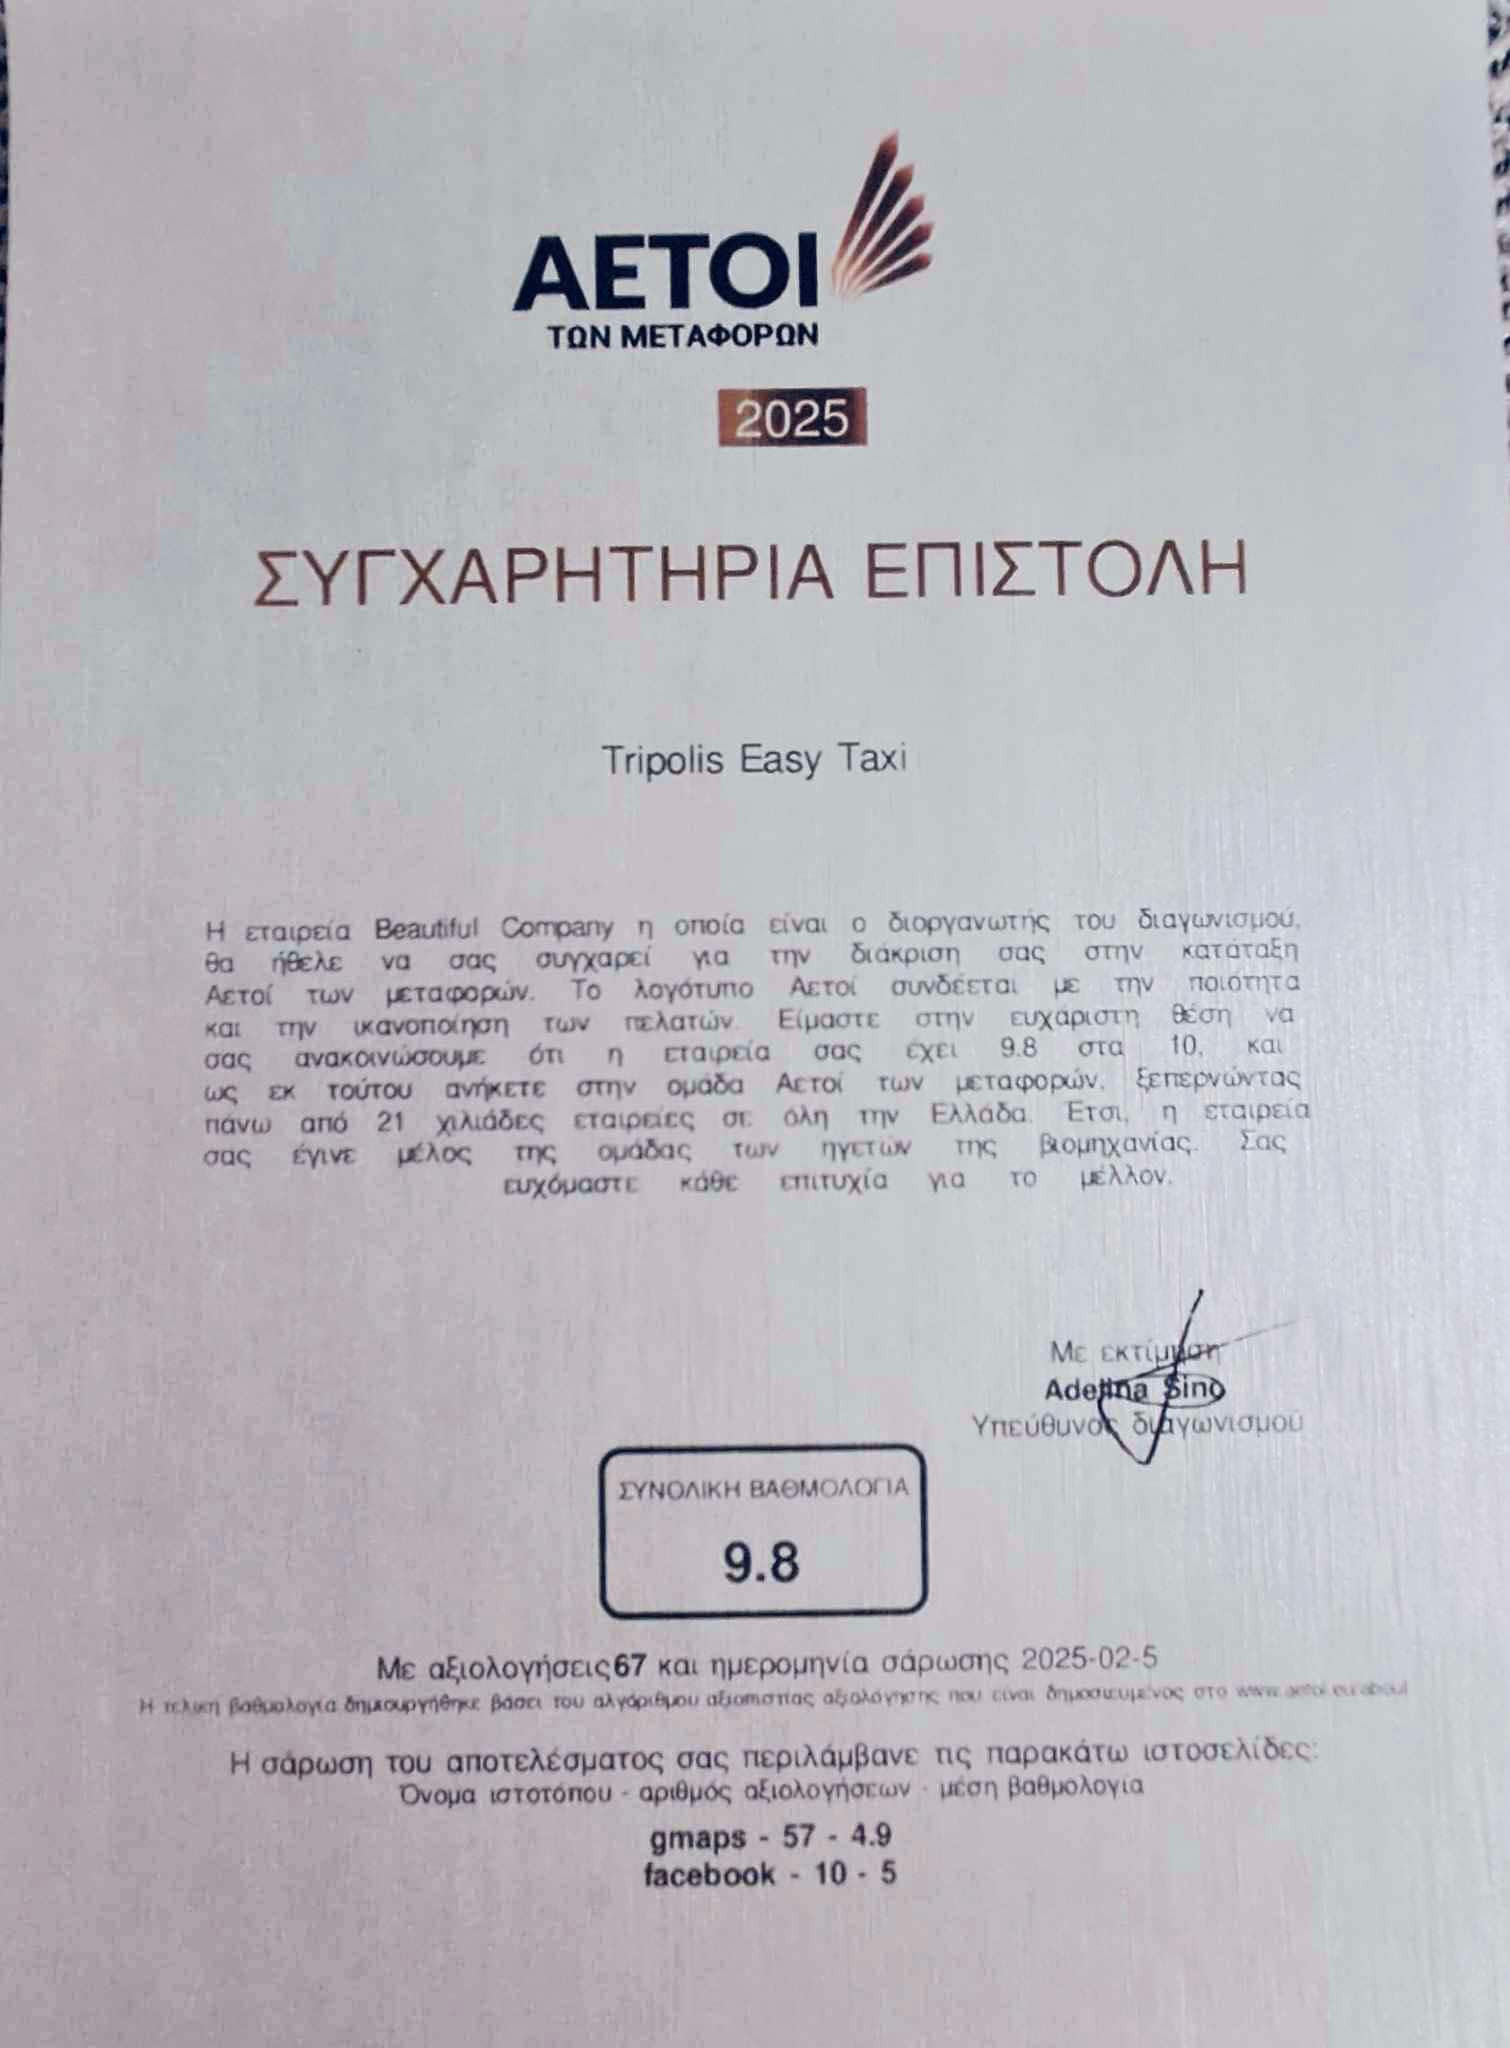 ΑΕΤΟΙ
ΤΩΝ ΜΕΤΑΦΟΡΩΝ
2025
ΣΥΓΧΑΡΗΤΗΡΙΑ ΕΠΙΣΤΟΛΗ
Tripolis Easy Taxi
Η εταιρεία Beautiful Company η οποία είναι ο διοργανωτής του διαγωνισμού,
θα ήθελε να σας συγχαρεί για την διάκριση σας στην κατάταξη
Αετοί των μεταφορών. Το λογότυπο Αετοί συνδέεται με την ποιότητα
και την ικανοποίηση των πελατών. Είμαστε στην ευχάριστη θέση να
σας ανακοινώσουμε ότι η εταιρεία σας έχει 9.8 στα 10, και
ως εκ τούτου ανήκετε στην ομάδα Αετοί των μεταφορών, ξεπερνώντας
πάνω από 21 χιλιάδες εταιρείες σε όλη την Ελλάδα. Έτσι, η εταιρεία
σας έγινε μέλος της ομάδας των ηγετών της βιομηχανίας. Σας
ευχόμαστε κάθε επιτυχία για το μέλλον.
Με εκτίμηση
Adelina Sino
Υπεύθυνος διαγωνισμού
ΣΥΝΟΛΙΚΗ ΒΑΘΜΟΛΟΓΙΑ
9.8
Με αξιολογήσεις67 και ημερομηνία σάρωσης 2025-02-5
Η τελική βαθμολογία δημιουργήθηκε βάσει του αλγόριθμου αξιοπιστίας αξιολόγησης που είναι δημοσιευμένος στο www.aetoi.eu/about
Η σάρωση του αποτελέσματος σας περιλάμβανε τις παρακάτω ιστοσελίδες:
Όνομα ιστοτόπου - αριθμός αξιολογήσεων - μέση βαθμολογία
gmaps - 57 - 4.9
facebook - 10 - 5